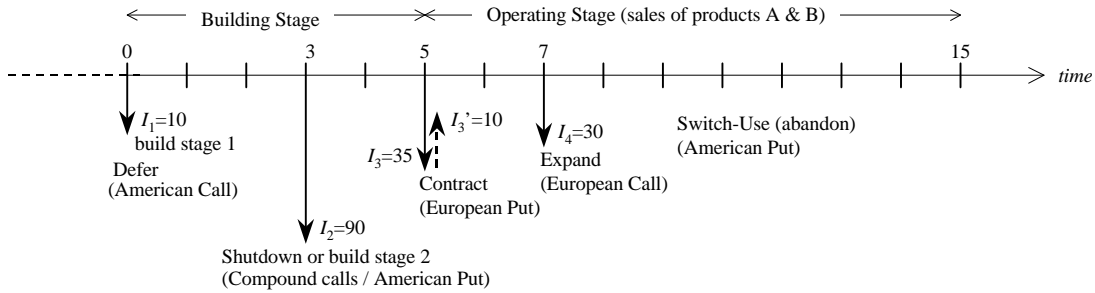 Building Stage
Operating Stage (sales of products A & B)
0
3
5
7
15
time
I1=10
build stage 1
Defer
(American Call)
I2=90
Shutdown or build stage 2
(Compound calls / American Put)
I3=35
I3’=10
Contract
(European Put)
I4=30
Expand
(European Call)
Switch-Use (abandon)
(American Put)